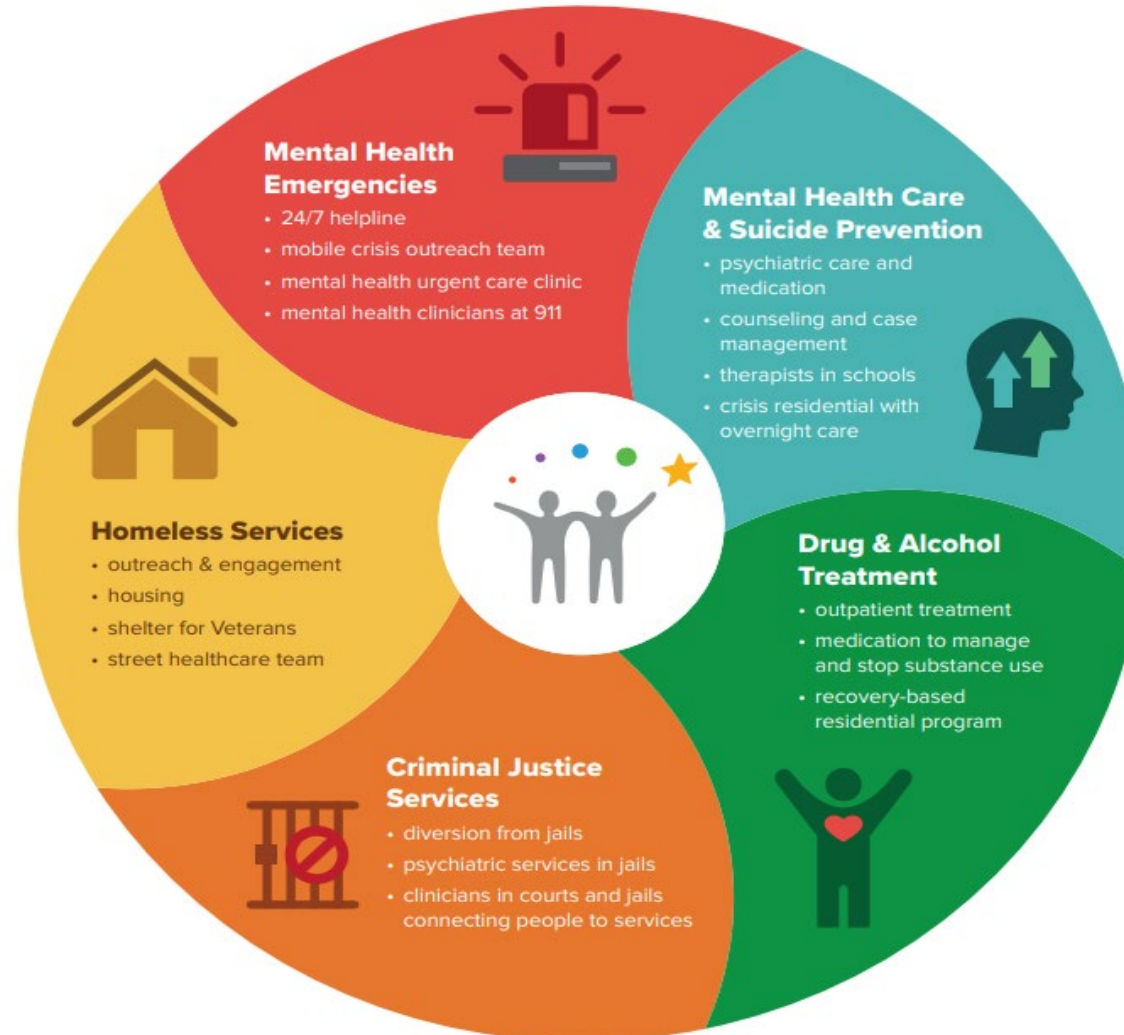 Mental Health
Emergencies
• 24/7 helpline
• mobile crisis outreach team
• mental health urgent care clinic
• mental health clinicians at 911
Mental Health Care
& Suicide Prevention
• psychiatric care and
medication
• counseling and case
management
• therapists in schools
• crisis residential with
overnight care
Drug & Alcohol
Treatment
• outpatient treatment
• medication to manage
and stop substance use
• recovery-based
residential program
Criminal Justice
Services
• diversion from jails
• psychiatric services in jails
• clinicians in courts and jails
connecting people to services
Homeless Services
• outreach & engagement
• housing
• shelter for Veterans
• street healthcare team